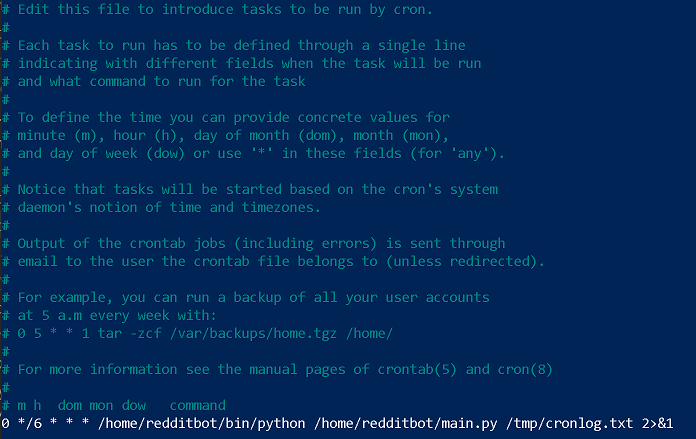 # Edit this file to introduce tasks to be run by cron.
#
# Each task to run has to be defined through a single line
# indicating with different fields when the task will be run
# and what command to run for the task
#
# To define the time you can provide concrete values for
# minute (m), hour (h), day of month (dom), month (mon),
# and day of week (dow) or use '*' in these fields (for 'any').
#
# Notice that tasks will be started based on the cron's system
# daemon's notion of time and timezones.
#
# Output of the crontab jobs (including errors) is sent through
# email to the user the crontab file belongs to (unless redirected).
#
# For example, you can run a backup of all your user accounts
# at 5 a.m every week with:
# 0 5 * * 1 tar -zcf /var/backups/home.tgz /home/
#
# For more information see the manual pages of crontab(5) and cron(8)
#
# m h  dom mon dow   command
0 */6 * * * /home/redditbot/bin/python /home/redditbot/main.py /tmp/cronlog.txt 2>&1